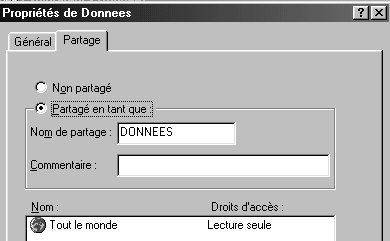 Propriétés de Donnees
Général Partage
Non partagé
Partagé en tant que :
Nom de partage : DONNEES
Commentaire :
Nom : Droits d'accès :
Tout le monde Lecture seule